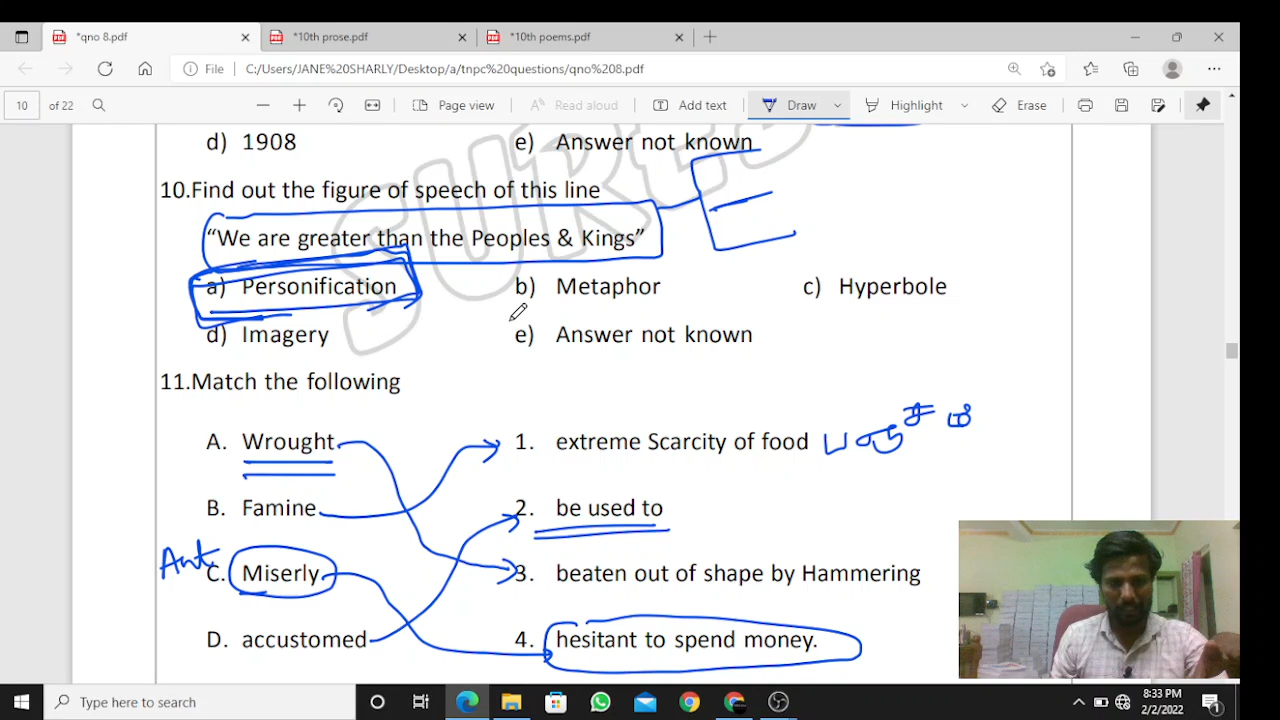 *qno 8.pdf
*10th prose.pdf
*10th poems.pdf
File C:/Users/JANE%20SHARLY/Desktop/a/tnpc%20questions/qno%208.pdf
10 of 22 Page view Read aloud Add text Draw Highlight Erase
d) 1908 e) Answer not known
10.Find out the figure of speech of this line
“We are greater than the Peoples & Kings”
a) Personification b) Metaphor c) Hyperbole
d) Imagery e) Answer not known
11.Match the following
A. Wrought 1. extreme Scarcity of food
B. Famine 2. be used to
Ant C. Miserly 3. beaten out of shape by Hammering
D. accustomed 4. hesitant to spend money.
SURES
Type here to search
8:33 PM
2/2/2022
1